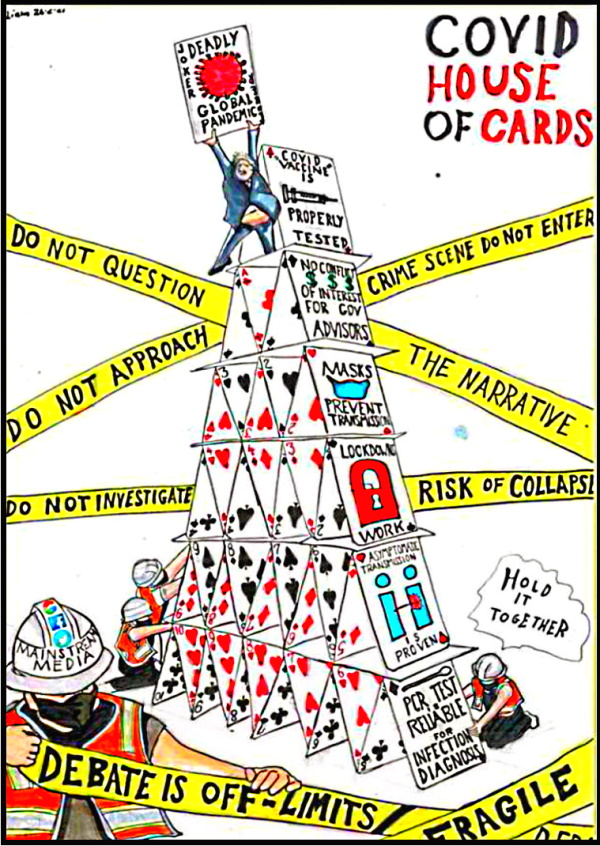 COVID
HOUSE
OF CARDS
JOKER
DEADLY
GLOBAL
PANDEMIC
"COVID
VACCINE"
IS
PROPERLY
TESTED
NO CONFLICT
$ $ $
OF INTEREST
FOR GOV
ADVISORS
DO NOT QUESTION
CRIME SCENE DO NOT ENTER
DO NOT APPROACH
THE NARRATIVE
A
3
2
MASKS
PREVENT
TRANSMISSION
LOCKDOWNS
WORK
DO NOT INVESTIGATE
RISK OF COLLAPSE
ASYMPTOMATIC
TRANSMISSION
IS
PROVEN
HOLD
IT
TOGETHER
PCR TEST
RELIABLE
FOR
INFECTION
DIAGNOSIS
MAINSTREAM
MEDIA
DEBATE IS OFF-LIMITS
FRAGILE